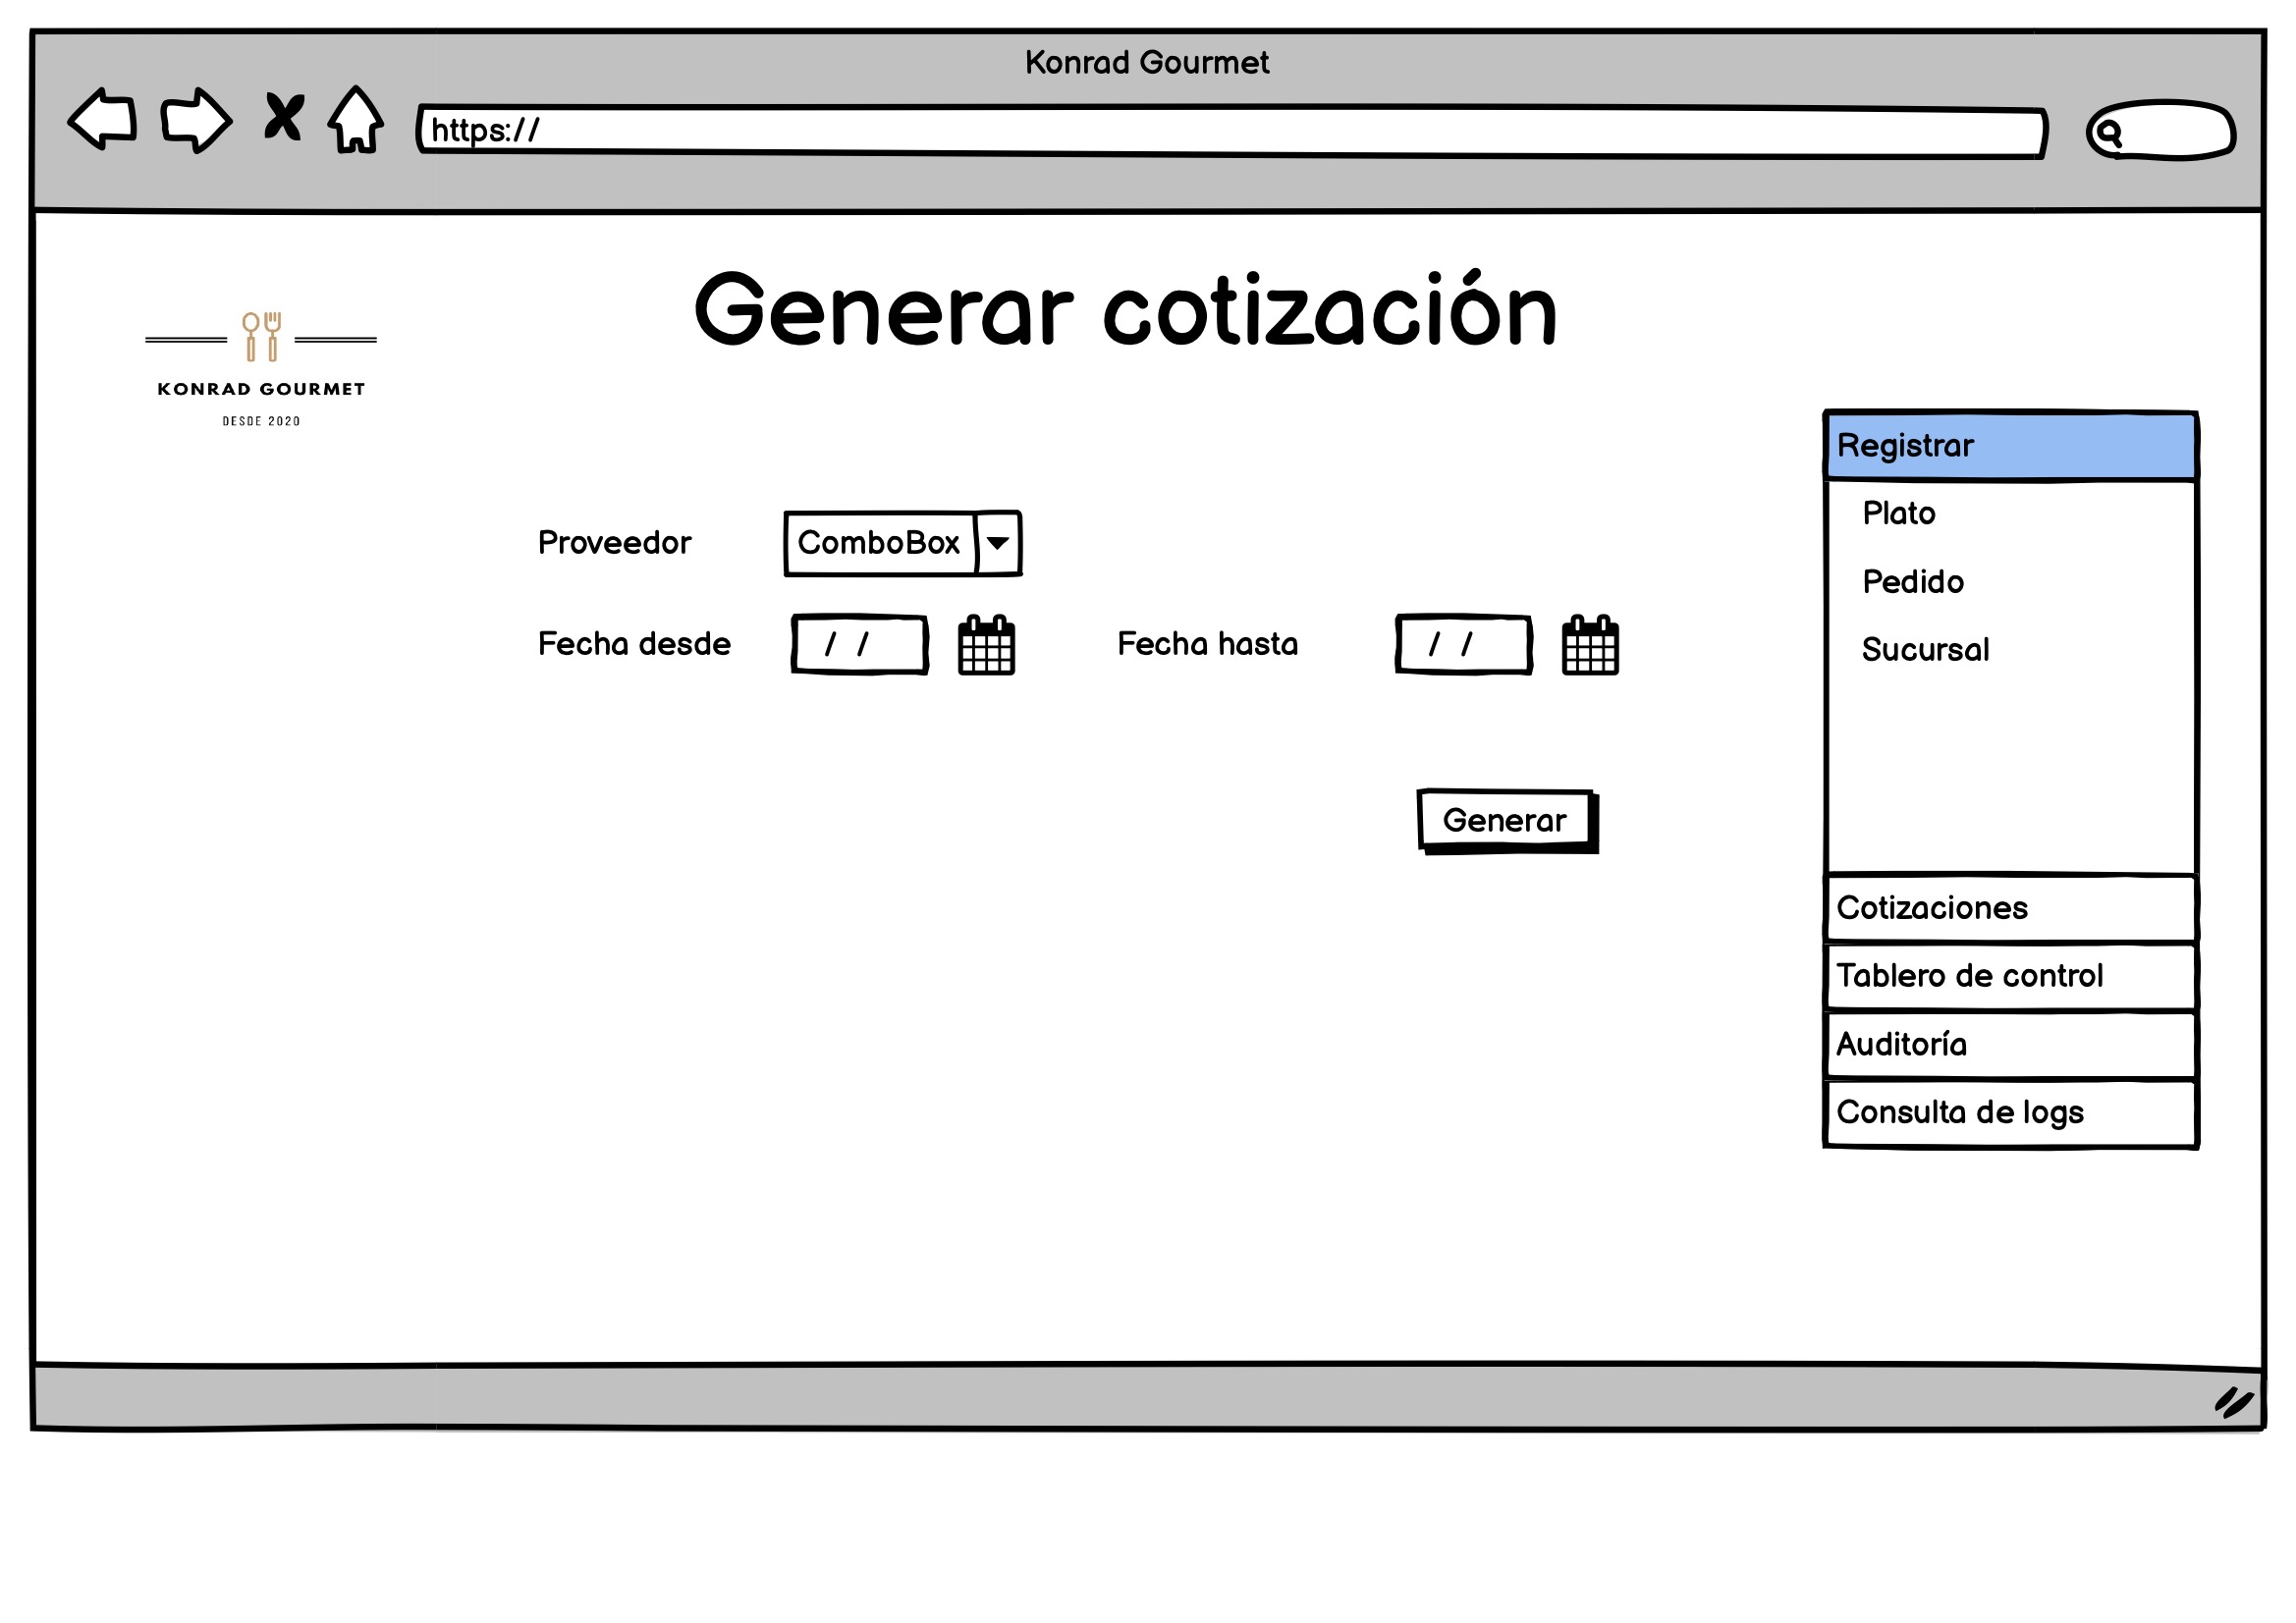 Konrad Gourmet
https://
Generar cotización
KONRAD GOURMET
DESDE 2020
Registrar
Plato
Pedido
Sucursal
Proveedor ComboBox
Fecha desde / / Fecha hasta / /
Generar
Cotizaciones
Tablero de control
Auditoría
Consulta de logs